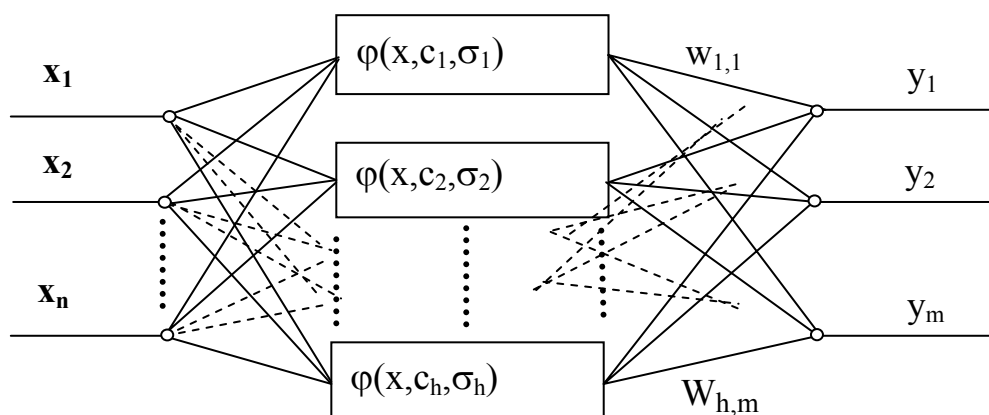 φ(x,c₁,σ₁)
w₁,₁
x₁
y₁
x₂
φ(x,c₂,σ₂)
y₂
xₙ
yₘ
φ(x,cₕ,σₕ)
Wₕ,ₘ